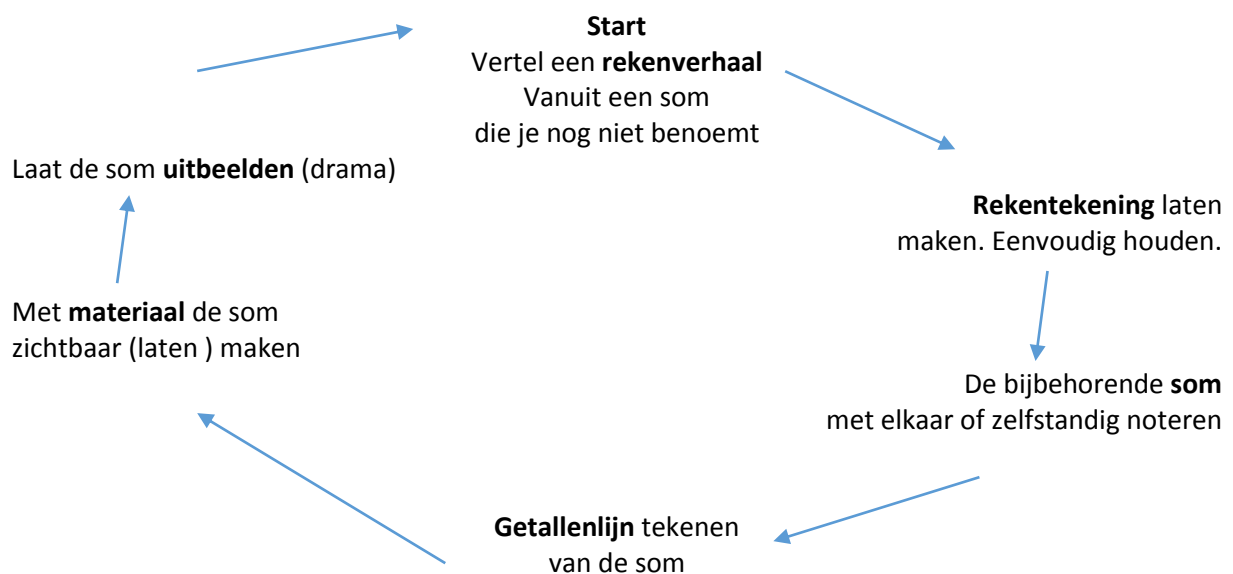 Start
Vertel een rekenverhaal
Vanuit een som
die je nog niet benoemt
Rekentekening laten
maken. Eenvoudig houden.
De bijbehorende som
met elkaar of zelfstandig noteren
Getallenlijn tekenen
van de som
Met materiaal de som
zichtbaar (laten ) maken
Laat de som uitbeelden (drama)